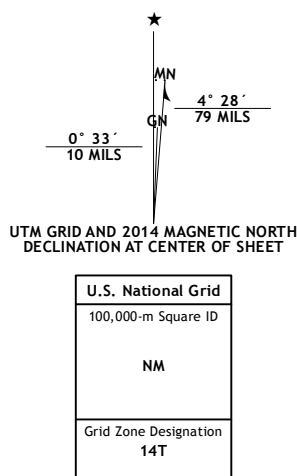 ★
MN
4° 28´
79 MILS
GN
0° 33´
10 MILS
UTM GRID AND 2014 MAGNETIC NORTH
DECLINATION AT CENTER OF SHEET
U.S. National Grid
100,000-m Square ID
NM
Grid Zone Designation
14T